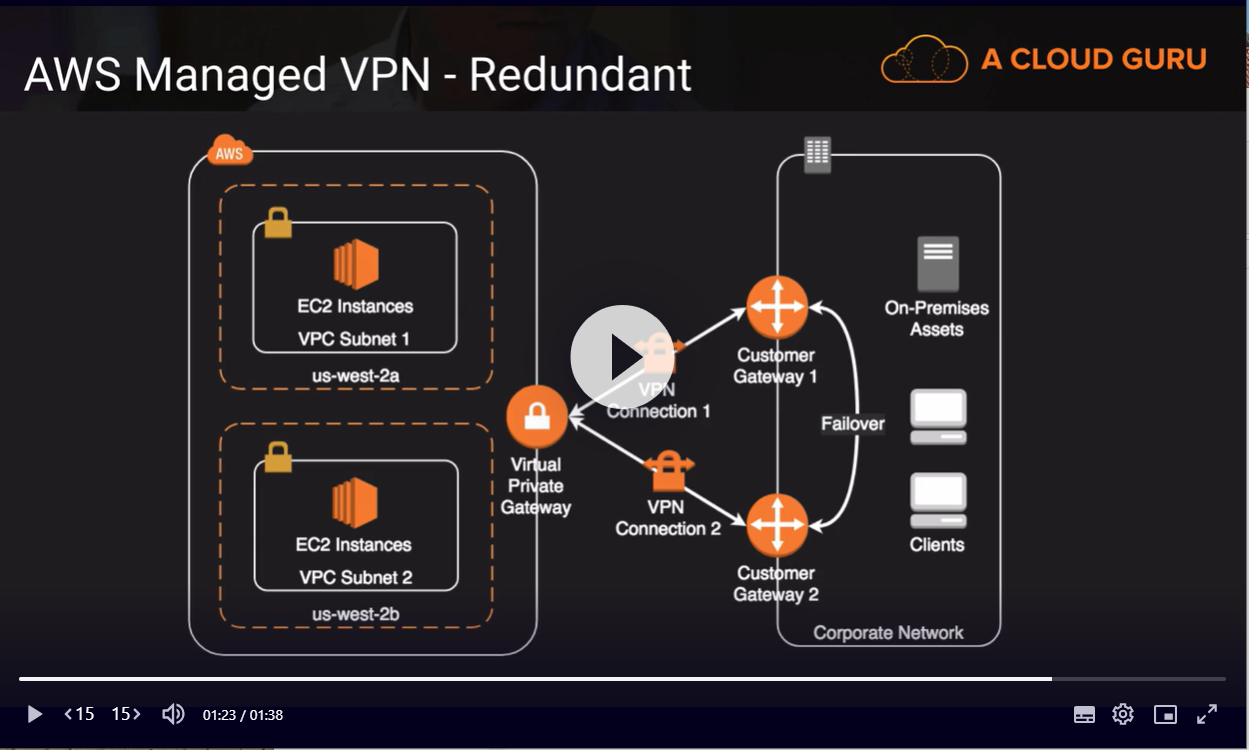 AWS Managed VPN - Redundant
A CLOUD GURU
AWS
EC2 Instances
VPC Subnet 1
us-west-2a
EC2 Instances
VPC Subnet 2
us-west-2b
Virtual
Private
Gateway
VPN
Connection 1
VPN
Connection 2
Customer
Gateway 1
Failover
Customer
Gateway 2
On-Premises
Assets
Clients
Corporate Network
15
15
01:23 / 01:38